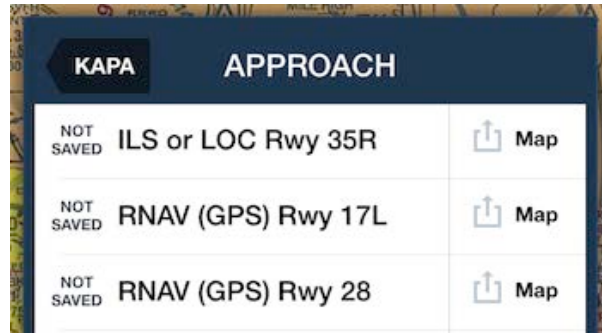 KAPA APPROACH
NOT SAVED ILS or LOC Rwy 35R Map
NOT SAVED RNAV (GPS) Rwy 17L Map
NOT SAVED RNAV (GPS) Rwy 28 Map